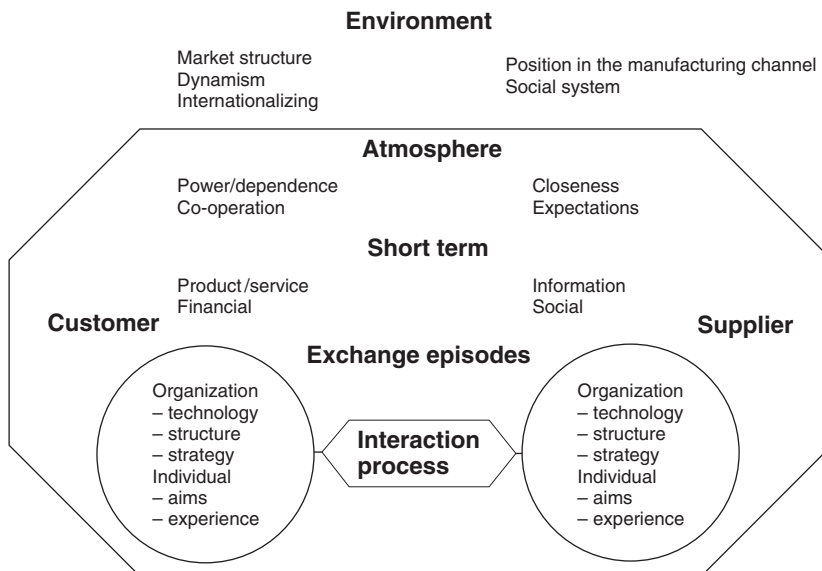 Environment
Market structure
Dynamism
Internationalizing
Position in the manufacturing channel
Social system
Atmosphere
Power/dependence
Co-operation
Closeness
Expectations
Short term
Product/service
Financial
Information
Social
Customer
Supplier
Exchange episodes
Organization
– technology
– structure
– strategy
Individual
– aims
– experience
Interaction
process
Organization
– technology
– structure
– strategy
Individual
– aims
– experience